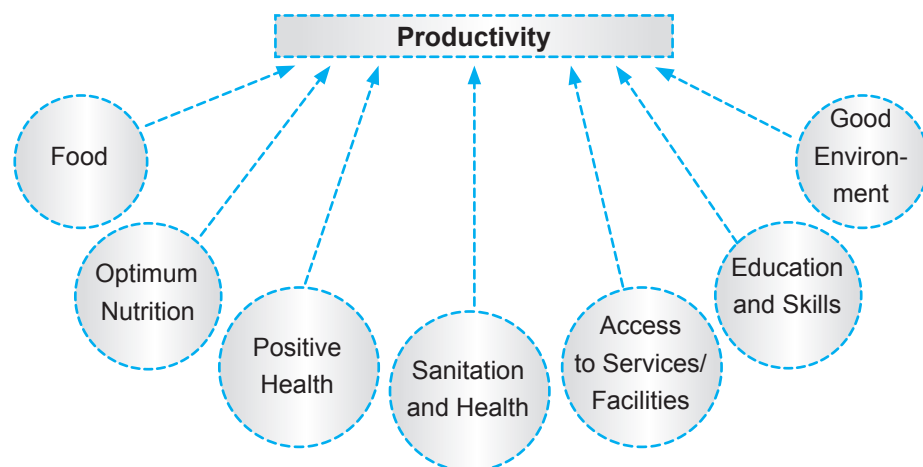 Productivity
Food
Optimum
Nutrition
Positive
Health
Sanitation
and Health
Access
to Services/
Facilities
Education
and Skills
Good
Environ-
ment